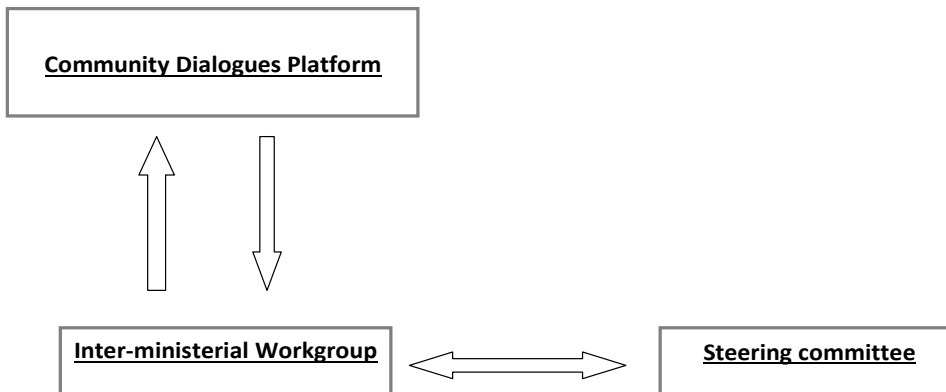 Community Dialogues Platform
Inter-ministerial Workgroup
Steering committee